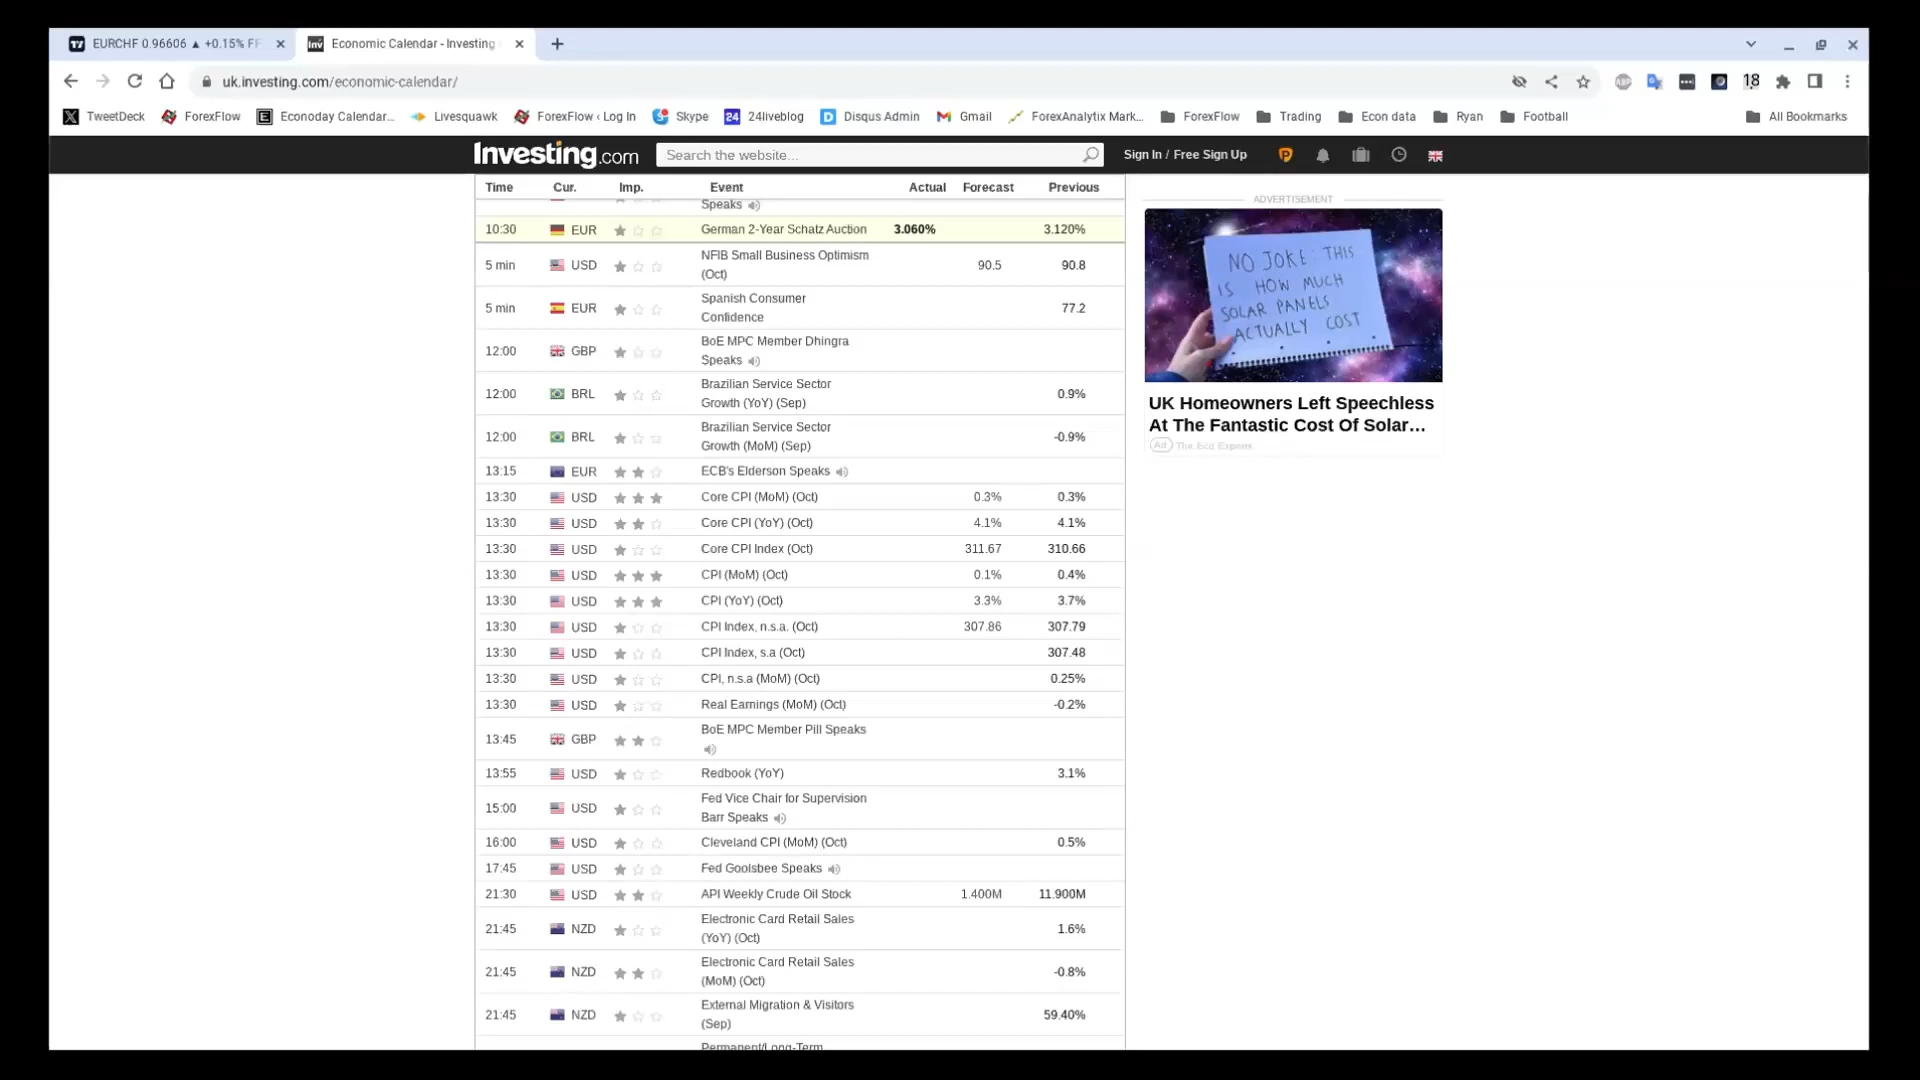 EURCHF 0.96606 ▲ +0.15%
Economic Calendar - Investing
uk.investing.com/economic-calendar/
18
TweetDeck ForexFlow Econoday Calendar... Livesquawk ForexFlow ‹ Log In Skype 24liveblog Disqus Admin Gmail ForexAnalytix Mark... ForexFlow Trading Econ data Ryan Football All Bookmarks
Investing.com Search the website... Sign In / Free Sign Up
Time Cur. Imp. Event Actual Forecast Previous
Speaks
10:30 EUR German 2-Year Schatz Auction 3.060% 3.120%
5 min USD NFIB Small Business Optimism (Oct) 90.5 90.8
5 min EUR Spanish Consumer Confidence 77.2
12:00 GBP BoE MPC Member Dhingra Speaks
12:00 BRL Brazilian Service Sector Growth (YoY) (Sep) 0.9%
12:00 BRL Brazilian Service Sector Growth (MoM) (Sep) -0.9%
13:15 EUR ECB's Elderson Speaks
13:30 USD Core CPI (MoM) (Oct) 0.3% 0.3%
13:30 USD Core CPI (YoY) (Oct) 4.1% 4.1%
13:30 USD Core CPI Index (Oct) 311.67 310.66
13:30 USD CPI (MoM) (Oct) 0.1% 0.4%
13:30 USD CPI (YoY) (Oct) 3.3% 3.7%
13:30 USD CPI Index, n.s.a. (Oct) 307.86 307.79
13:30 USD CPI Index, s.a (Oct) 307.48
13:30 USD CPI, n.s.a (MoM) (Oct) 0.25%
13:30 USD Real Earnings (MoM) (Oct) -0.2%
13:45 GBP BoE MPC Member Pill Speaks
13:55 USD Redbook (YoY) 3.1%
15:00 USD Fed Vice Chair for Supervision Barr Speaks
16:00 USD Cleveland CPI (MoM) (Oct) 0.5%
17:45 USD Fed Goolsbee Speaks
21:30 USD API Weekly Crude Oil Stock 1.400M 11.900M
21:45 NZD Electronic Card Retail Sales (YoY) (Oct) 1.6%
21:45 NZD Electronic Card Retail Sales (MoM) (Oct) -0.8%
21:45 NZD External Migration & Visitors (Sep) 59.40%
Permanent/Long-Term
ADVERTISEMENT
NO JOKE: THIS
IS HOW MUCH
SOLAR PANELS
ACTUALLY COST
UK Homeowners Left Speechless
At The Fantastic Cost Of Solar...
Ad The Eco Experts